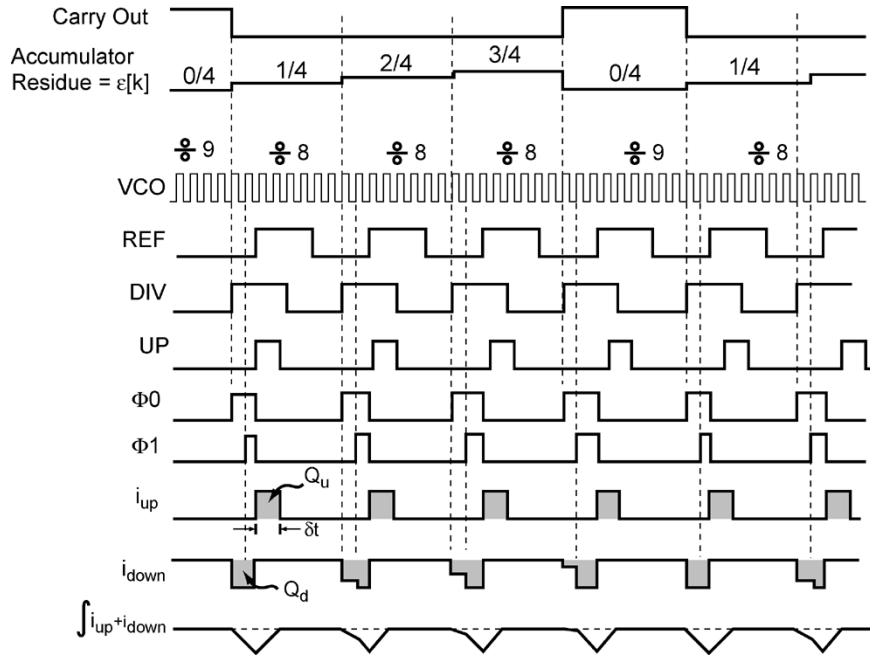 Carry Out
Accumulator
Residue = ε[k]
0/4 1/4 2/4 3/4 0/4 1/4
÷ 9 ÷ 8 ÷ 8 ÷ 8 ÷ 9 ÷ 8
VCO
REF
DIV
UP
Φ0
Φ1
i_up Q_u
δt
i_down Q_d
∫i_up+i_down